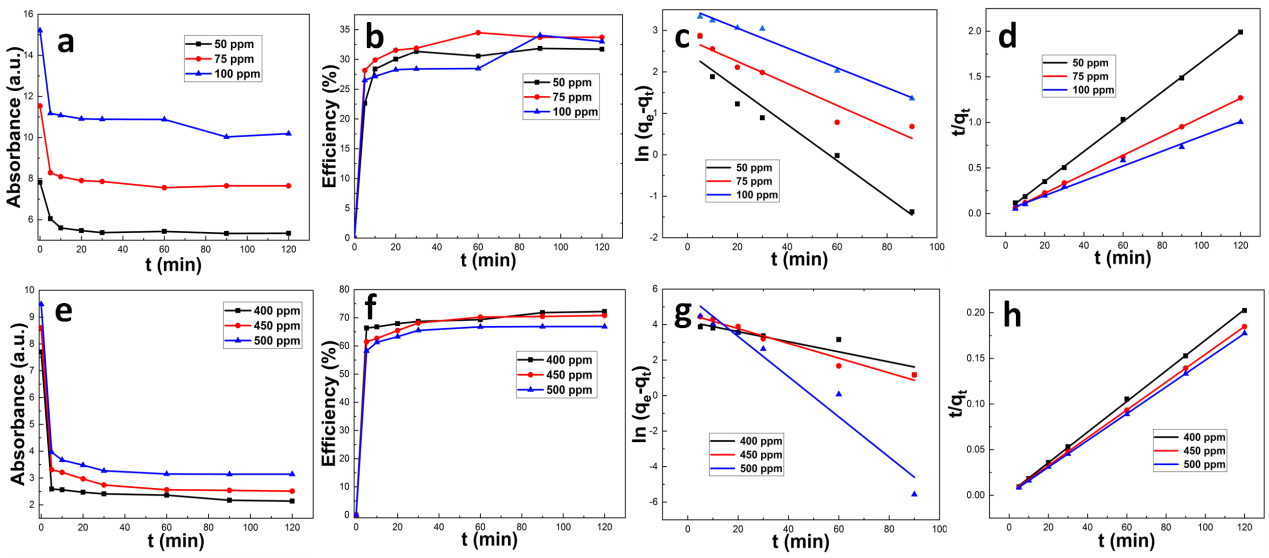 a
Absorbance (a.u.)
16
14
12
10
8
6
50 ppm
75 ppm
100 ppm
0 20 40 60 80 100 120
t (min)
b
Efficiency (%)
35
30
25
20
15
10
5
0
50 ppm
75 ppm
100 ppm
0 20 40 60 80 100 120
t (min)
c
ln (qe-qt)
3
2
1
0
-1
-2
50 ppm
75 ppm
100 ppm
0 20 40 60 80 100
t (min)
d
t/qt
2.0
1.5
1.0
0.5
0.0
50 ppm
75 ppm
100 ppm
0 20 40 60 80 100 120
t (min)
e
Absorbance (a.u.)
10
9
8
7
6
5
4
3
2
400 ppm
450 ppm
500 ppm
0 20 40 60 80 100 120
t (min)
f
Efficiency (%)
80
70
60
50
40
30
20
10
0
400 ppm
450 ppm
500 ppm
0 20 40 60 80 100 120
t (min)
g
ln (qe-qt)
6
4
2
0
-2
-4
-6
400 ppm
450 ppm
500 ppm
0 20 40 60 80 100
t (min)
h
t/qt
0.20
0.15
0.10
0.05
0.00
400 ppm
450 ppm
500 ppm
0 20 40 60 80 100 120
t (min)